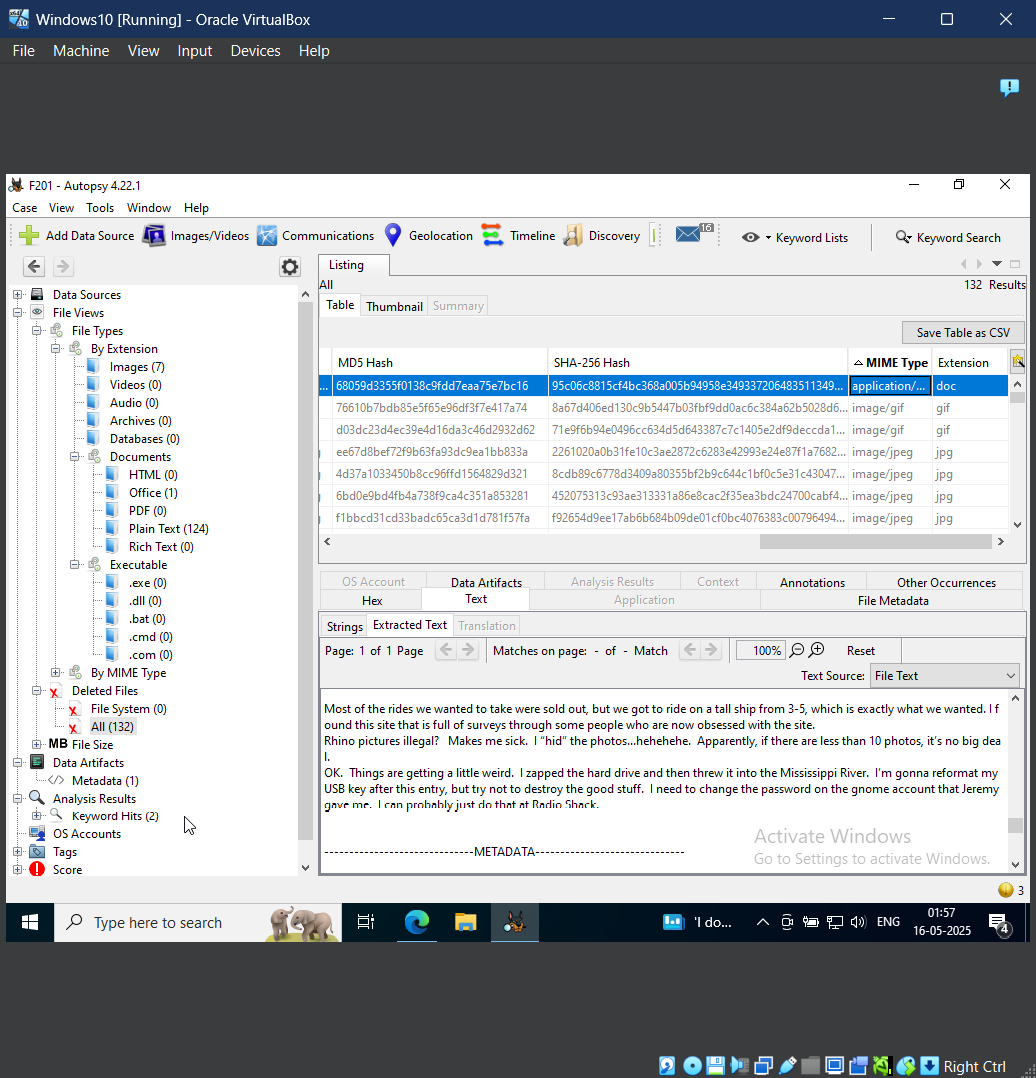 Windows10 [Running] - Oracle VirtualBox
File Machine View Input Devices Help
F201 - Autopsy 4.22.1
Case View Tools Window Help
Add Data Source Images/Videos Communications Geolocation Timeline Discovery 16 Keyword Lists Keyword Search
Listing
All 132 Results
Table Thumbnail Summary
Save Table as CSV
MD5 Hash SHA-256 Hash MIME Type Extension
... 68059d3355f0138c9fdd7eaa75e7bc16 95c06c8815cf4bc368a005b94958e349337206483511349... application/... doc
76610b7bdb85e5f65e96df3f7e417a74 8a67d406ed130c9b5447b03fbf9dd0ac6c384a62b5028d6... image/gif gif
d03dc23d4ec39e4d16da3c46d2932d62 71e9f6b94e0496cc634d5d643387c7c1405e2df9deccda1... image/gif gif
ee67d8bef72f9b63fa93dc9ea1bb833a 2261020a0b31fe10c3ae2872c6283e42993e24e87f1a7682... image/jpeg jpg
4d37a1033450b8cc96ffd1564829d321 8cdb89c6778d3409a80355bf2b9c644c1bf0c5e31c43047... image/jpeg jpg
6bd0e9bd4fb4a738f9ca4c351a853281 452075313c93ae313331a86e8cac2f35ea3bdc24700cabf4... image/jpeg jpg
f1bbcd31cd33badc65ca3d1d781f57fa f92654d9ee17ab6b684b09de01cf0bc4076383c00796494... image/jpeg jpg
Data Sources
File Views
File Types
By Extension
Images (7)
Videos (0)
Audio (0)
Archives (0)
Databases (0)
Documents
HTML (0)
Office (1)
PDF (0)
Plain Text (124)
Rich Text (0)
Executable
.exe (0)
.dll (0)
.bat (0)
.cmd (0)
.com (0)
By MIME Type
Deleted Files
File System (0)
All (132)
MB File Size
Data Artifacts
Metadata (1)
Analysis Results
Keyword Hits (2)
OS Accounts
Tags
Score
OS Account Data Artifacts Analysis Results Context Annotations Other Occurrences
Hex Text Application File Metadata
Strings Extracted Text Translation
Page: 1 of 1 Page Matches on page: - of - Match 100% Reset
Text Source: File Text
Most of the rides we wanted to take were sold out, but we got to ride on a tall ship from 3-5, which is exactly what we wanted. I f
ound this site that is full of surveys through some people who are now obsessed with the site.
Rhino pictures illegal? Makes me sick. I “hid” the photos...hehehehe. Apparently, if there are less than 10 photos, it’s no big dea
l.
OK. Things are getting a little weird. I zapped the hard drive and then threw it into the Mississippi River. I’m gonna reformat my
USB key after this entry, but try not to destroy the good stuff. I need to change the password on the gnome account that Jeremy
gave me. I can probably just do that at Radio Shack.
------------------------------METADATA------------------------------
Activate Windows
Go to Settings to activate Windows.
3
Type here to search 'I do... ENG 01:57
16-05-2025 4
Right Ctrl